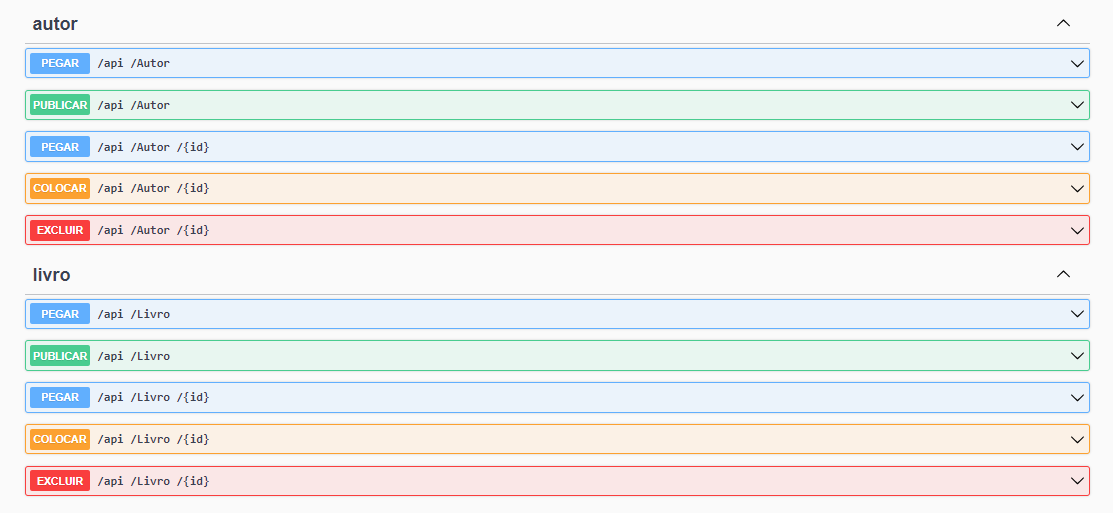 autor
PEGAR /api /Autor
PUBLICAR /api /Autor
PEGAR /api /Autor /{id}
COLOCAR /api /Autor /{id}
EXCLUIR /api /Autor /{id}
livro
PEGAR /api /Livro
PUBLICAR /api /Livro
PEGAR /api /Livro /{id}
COLOCAR /api /Livro /{id}
EXCLUIR /api /Livro /{id}